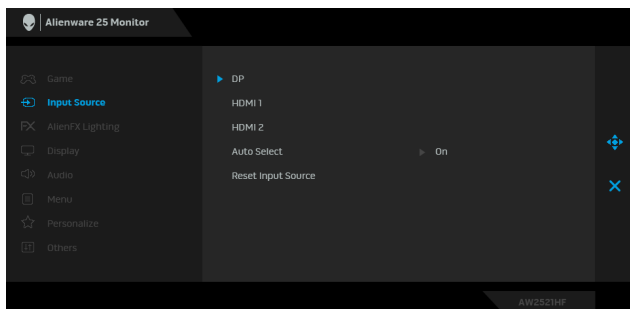 Alienware 25 Monitor
Game
Input Source
FX AlienFX Lighting
Display
Audio
Menu
Personalize
Others
DP
HDMI 1
HDMI 2
Auto Select On
Reset Input Source
AW2521HF